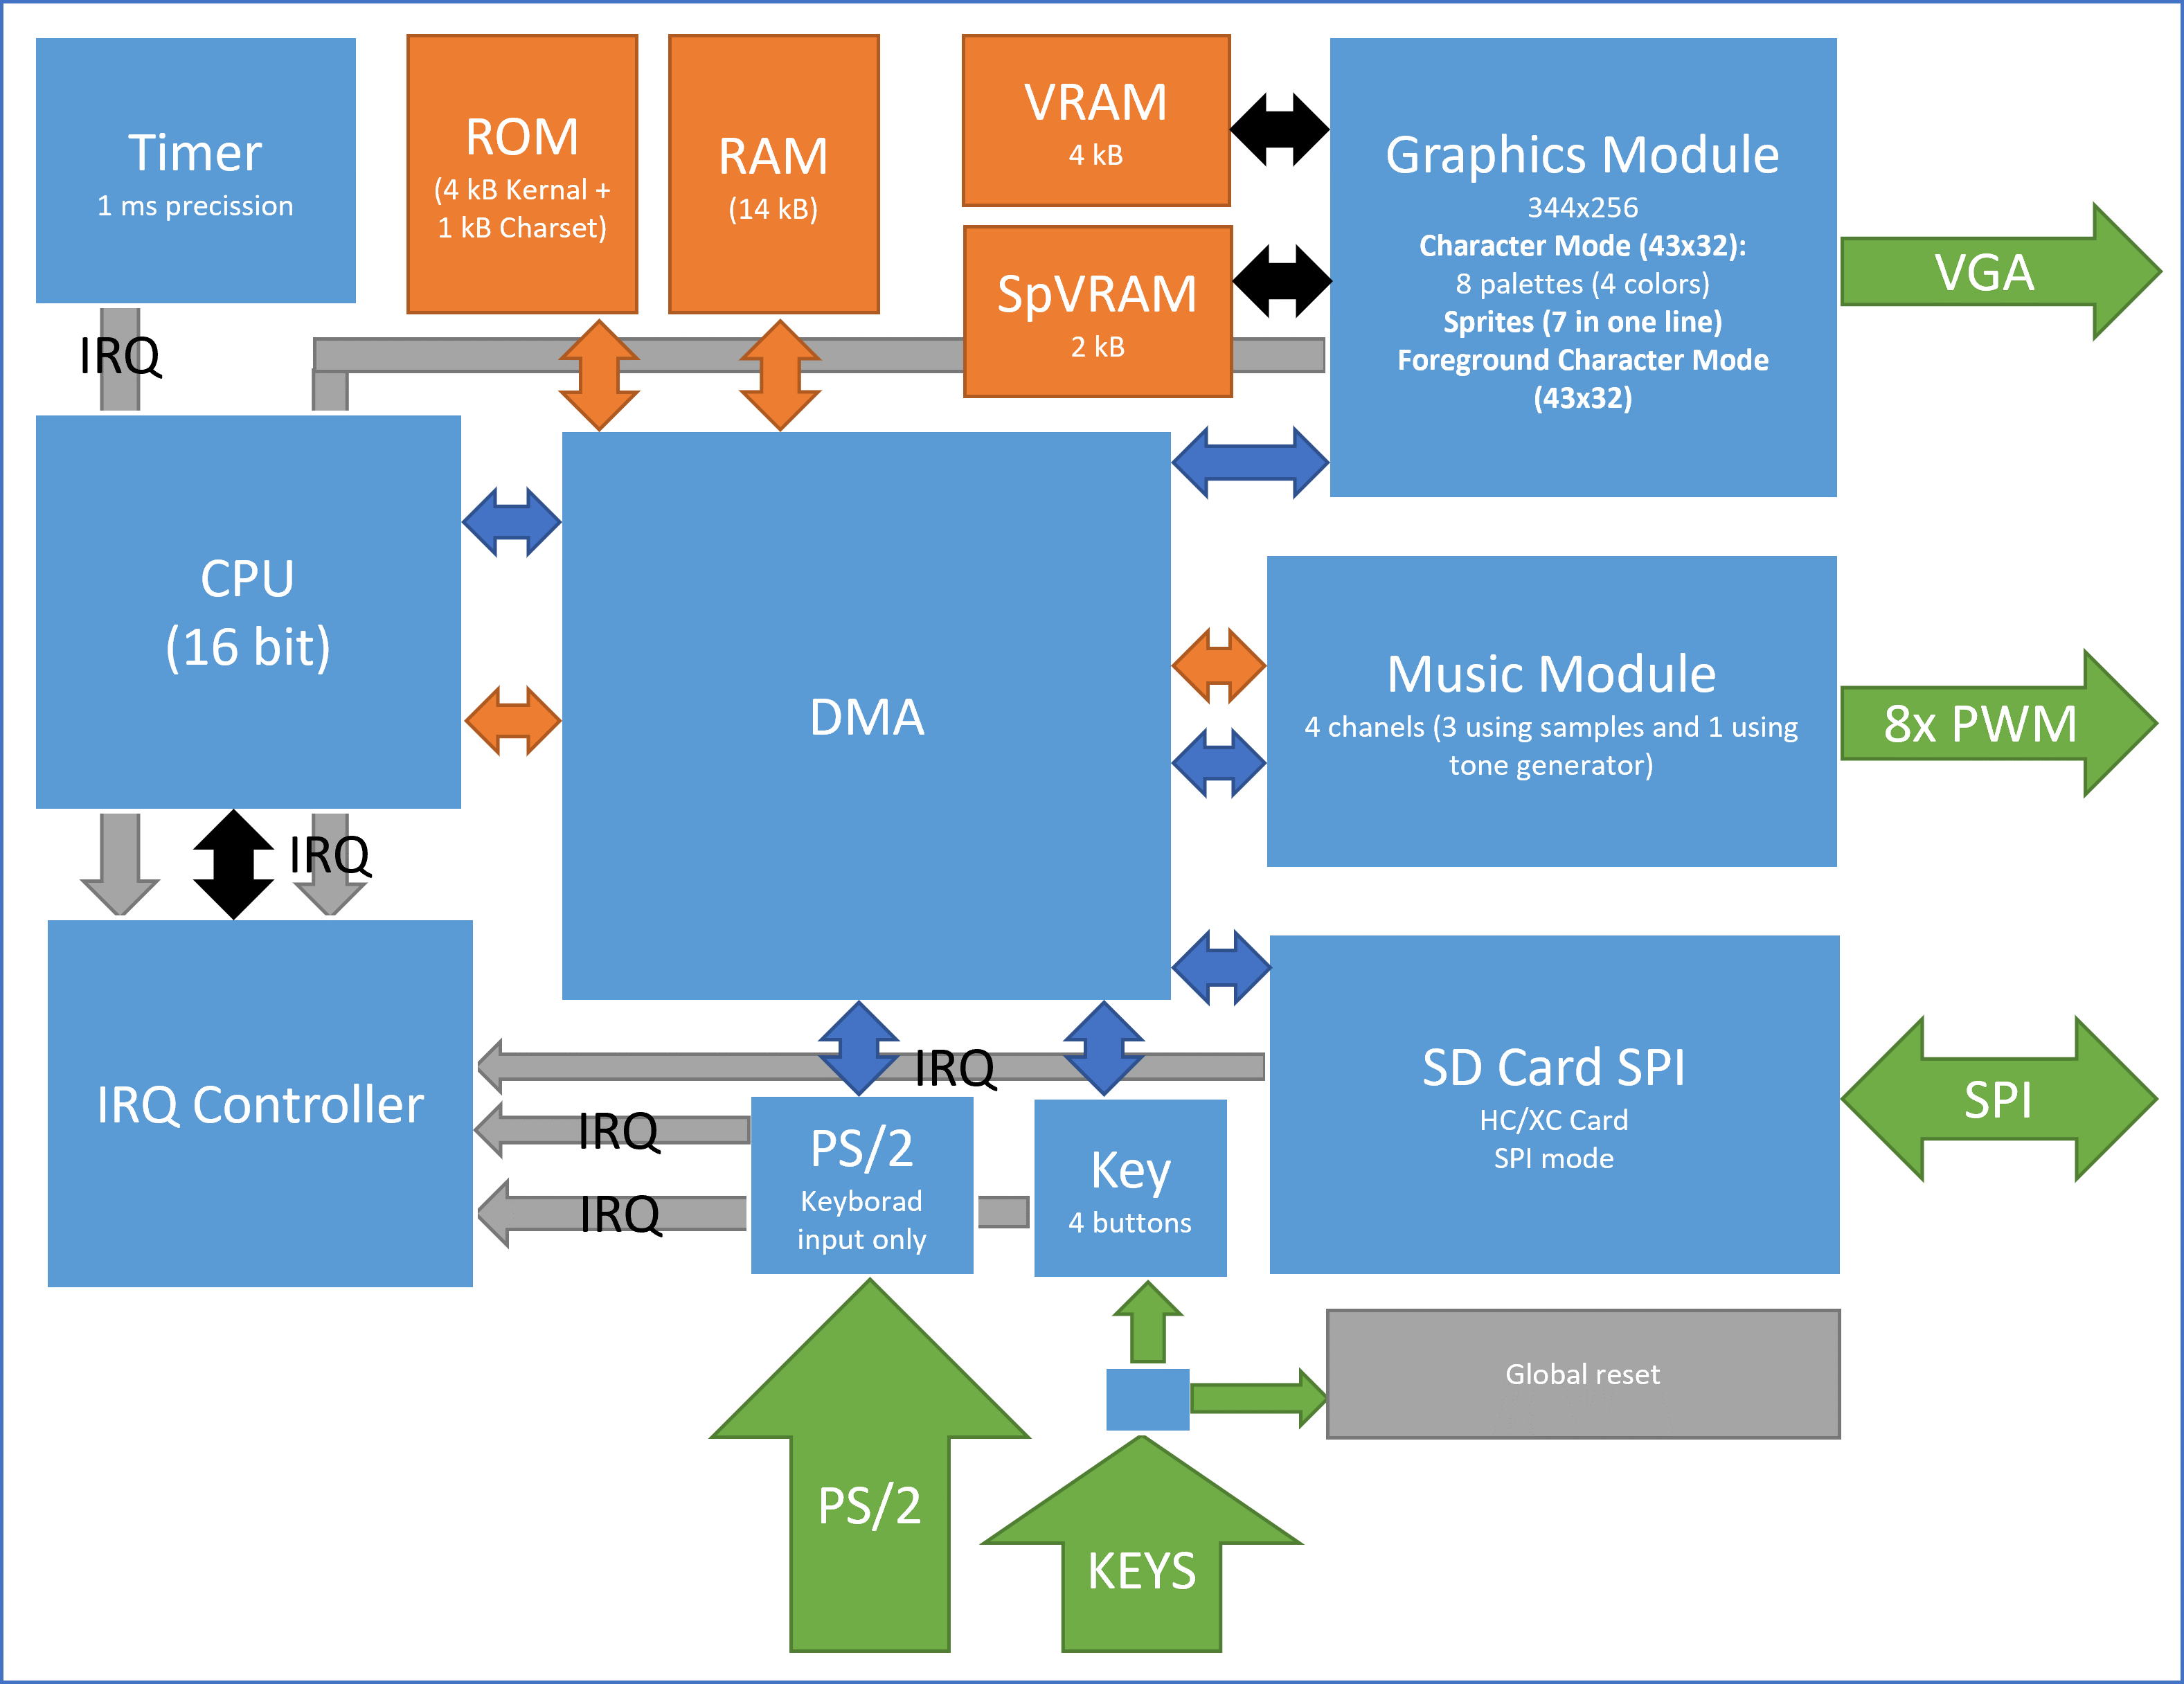 Timer
1 ms precission
ROM
(4 kB Kernal +
1 kB Charset)
RAM
(14 kB)
VRAM
4 kB
SpVRAM
2 kB
Graphics Module
344x256
Character Mode (43x32):
8 palettes (4 colors)
Sprites (7 in one line)
Foreground Character Mode
(43x32)
VGA
IRQ
CPU
(16 bit)
DMA
Music Module
4 chanels (3 using samples and 1 using
tone generator)
8x PWM
IRQ
IRQ Controller
IRQ
IRQ
IRQ
PS/2
Keyborad
input only
Key
4 buttons
SD Card SPI
HC/XC Card
SPI mode
SPI
Global reset
PS/2
KEYS